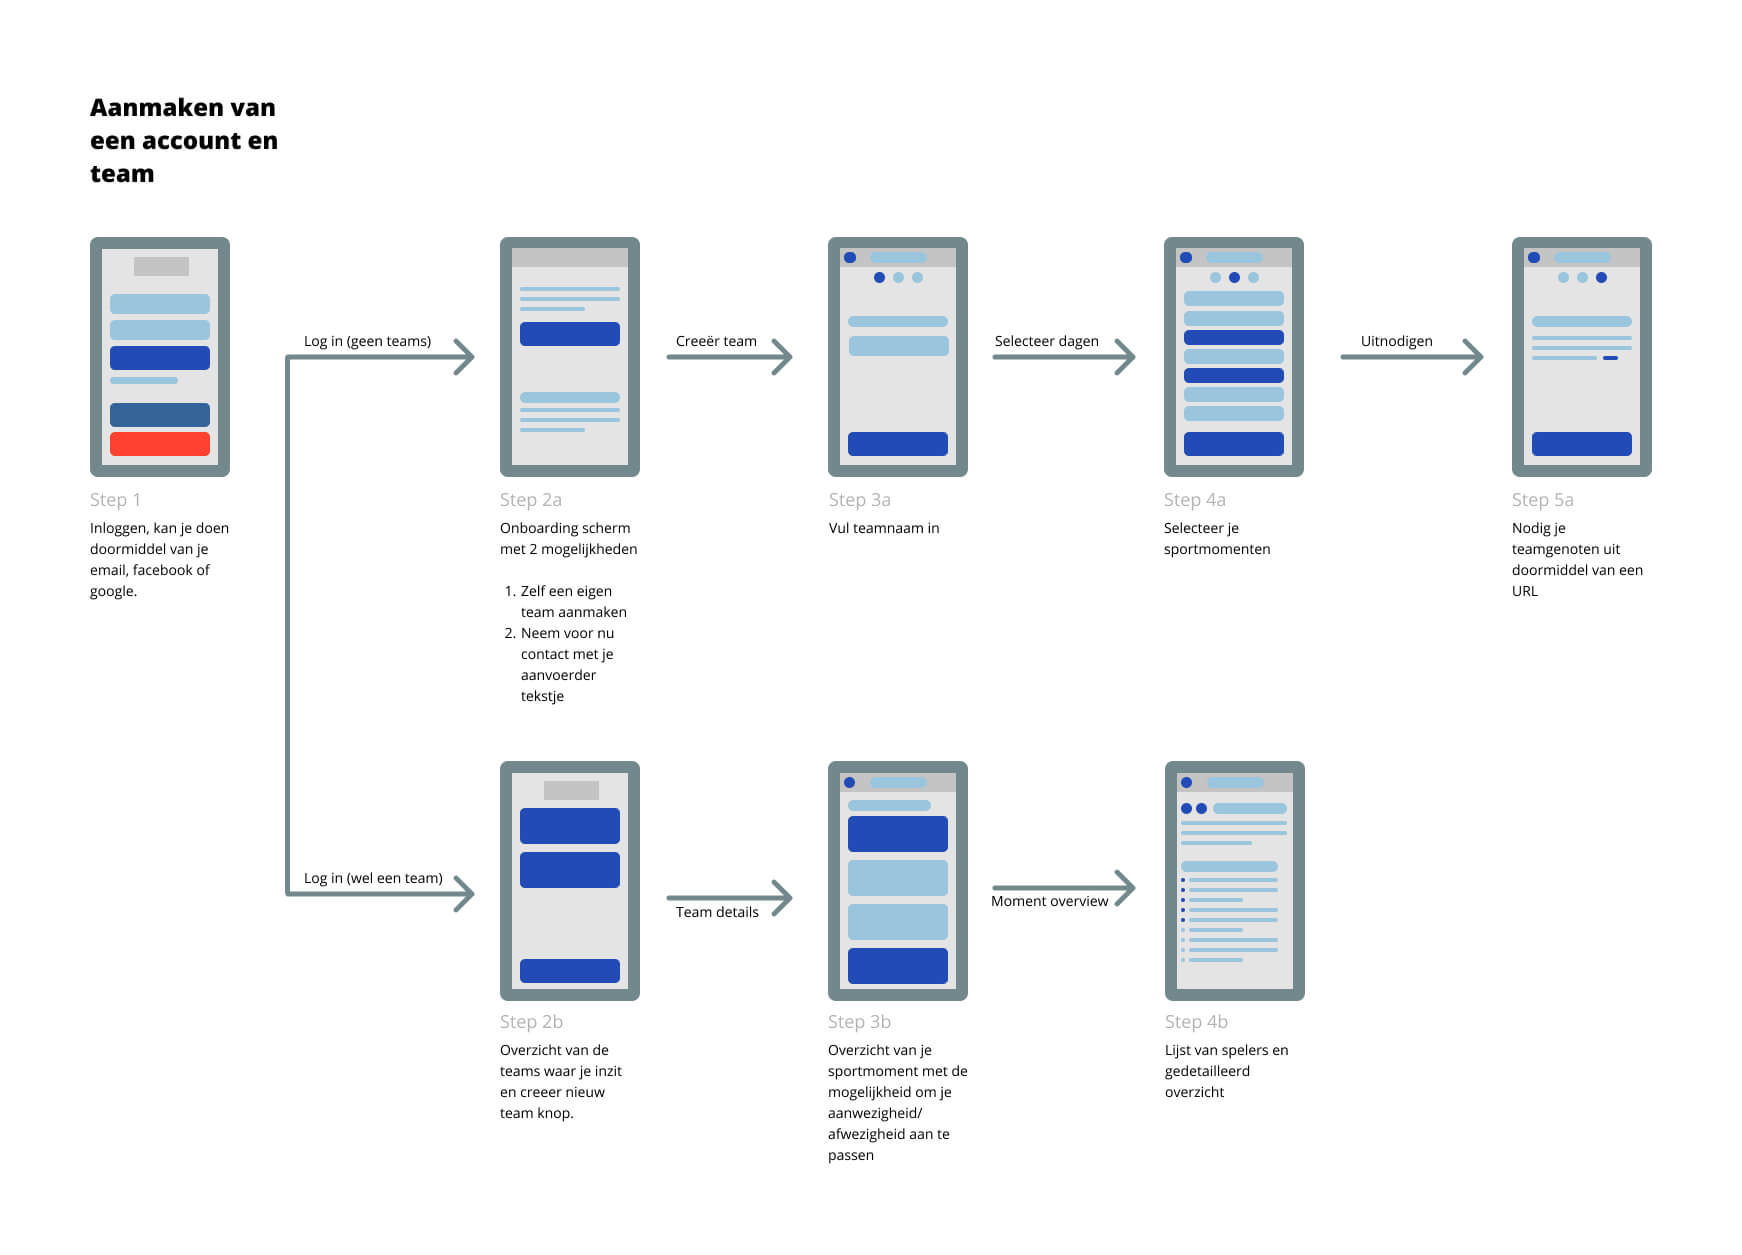 Aanmaken van
een account en
team
Log in (geen teams)
Creeër team
Selecteer dagen
Uitnodigen
Step 1
Inloggen, kan je doen
doormiddel van je
email, facebook of
google.
Step 2a
Onboarding scherm
met 2 mogelijkheden
1. Zelf een eigen
team aanmaken
2. Neem voor nu
contact met je
aanvoerder
tekstje
Step 3a
Vul teamnaam in
Step 4a
Selecteer je
sportmomenten
Step 5a
Nodig je
teamgenoten uit
doormiddel van een
URL
Log in (wel een team)
Team details
Moment overview
Step 2b
Overzicht van de
teams waar je inzit
en creeer nieuw
team knop.
Step 3b
Overzicht van je
sportmoment met de
mogelijkheid om je
aanwezigheid/
afwezigheid aan te
passen
Step 4b
Lijst van spelers en
gedetailleerd
overzicht